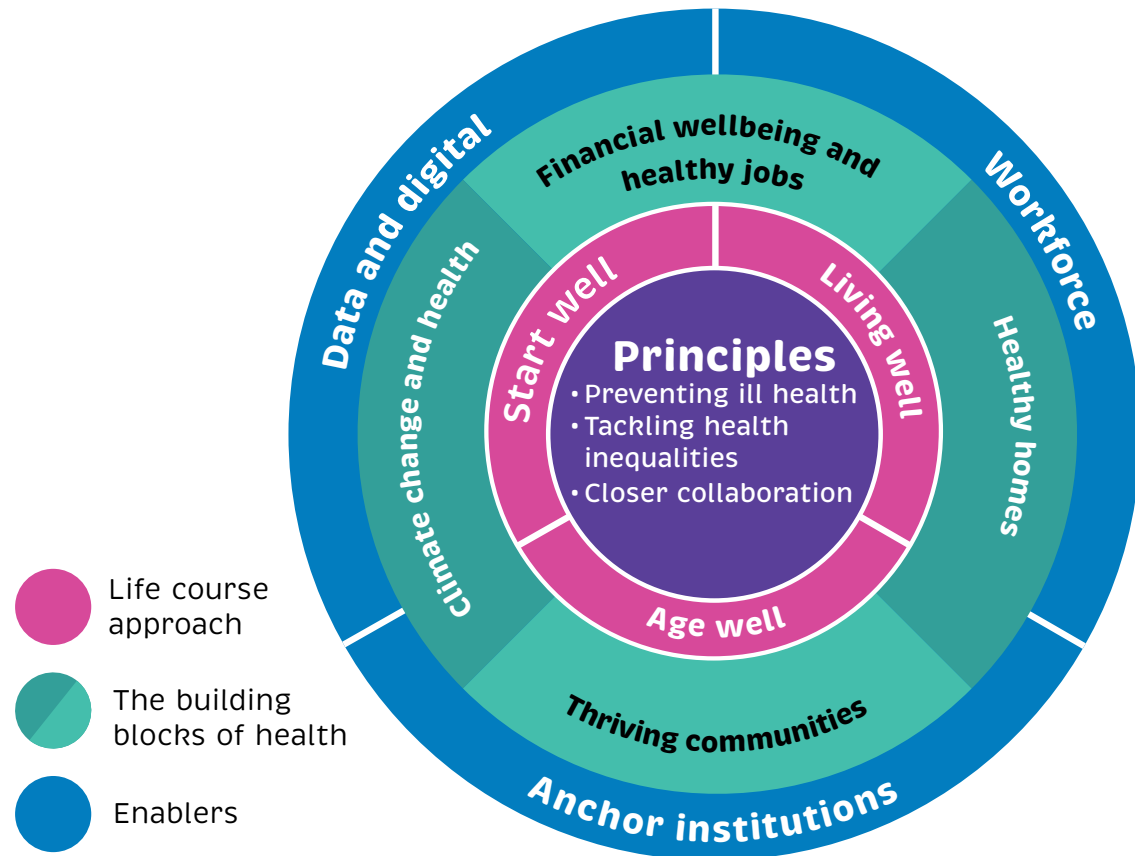 Data and digital
Workforce
Anchor institutions
Financial wellbeing and
healthy jobs
Climate change and health
Healthy homes
Thriving communities
Start well
Living well
Age well
Principles
• Preventing ill health
• Tackling health
inequalities
• Closer collaboration
Life course
approach
The building
blocks of health
Enablers